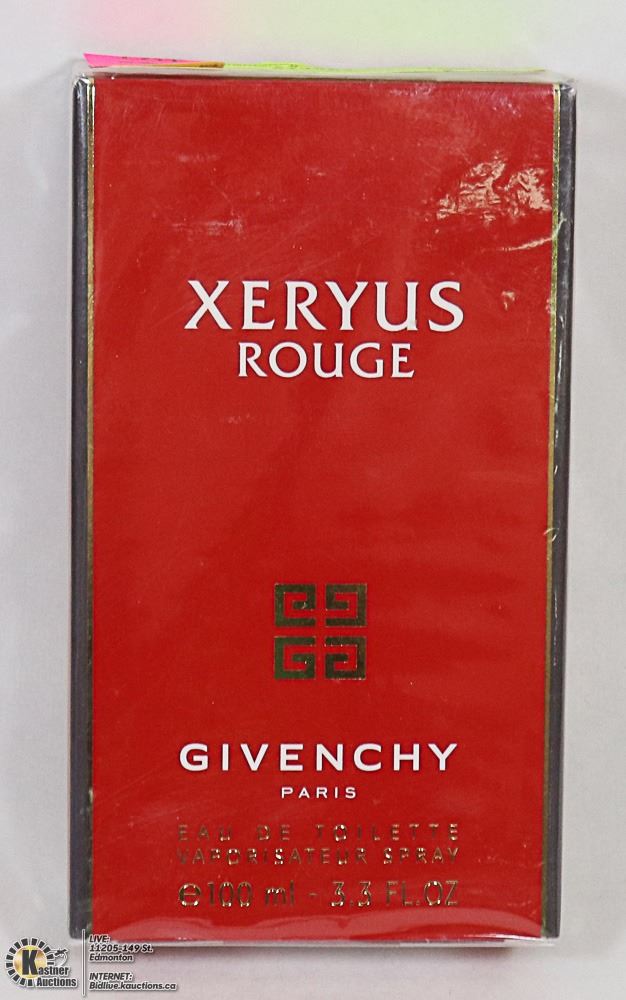 XERYUS
ROUGE
GIVENCHY
PARIS
EAU DE TOILETTE
VAPORISATEUR SPRAY
℮100 ml - 3.3 FL.OZ
Kastner
Auctions
LIVE:
11205-149 St.
Edmonton
INTERNET:
Bidlive.kauctions.ca